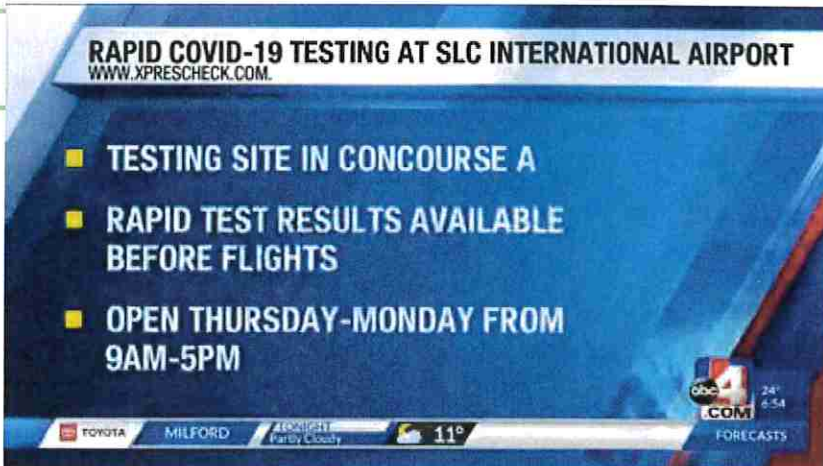 RAPID COVID-19 TESTING AT SLC INTERNATIONAL AIRPORT
WWW.XPRESCHECK.COM.
TESTING SITE IN CONCOURSE A
RAPID TEST RESULTS AVAILABLE
BEFORE FLIGHTS
OPEN THURSDAY-MONDAY FROM
9AM-5PM
abc 4
.COM
24°
6:54
TOYOTA
MILFORD
TONIGHT
Partly Cloudy
11°
FORECASTS